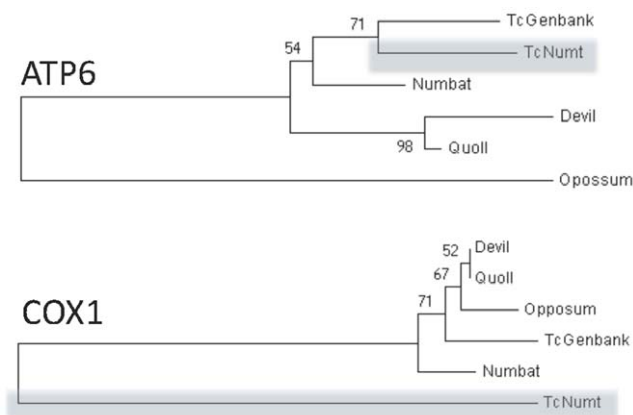 71
TcGenbank
54
TcNumt
ATP6
Numbat
Devil
98
Quoll
Opossum
52
Devil
67
Quoll
COX1
71
Opposum
TcGenbank
Numbat
TcNumt